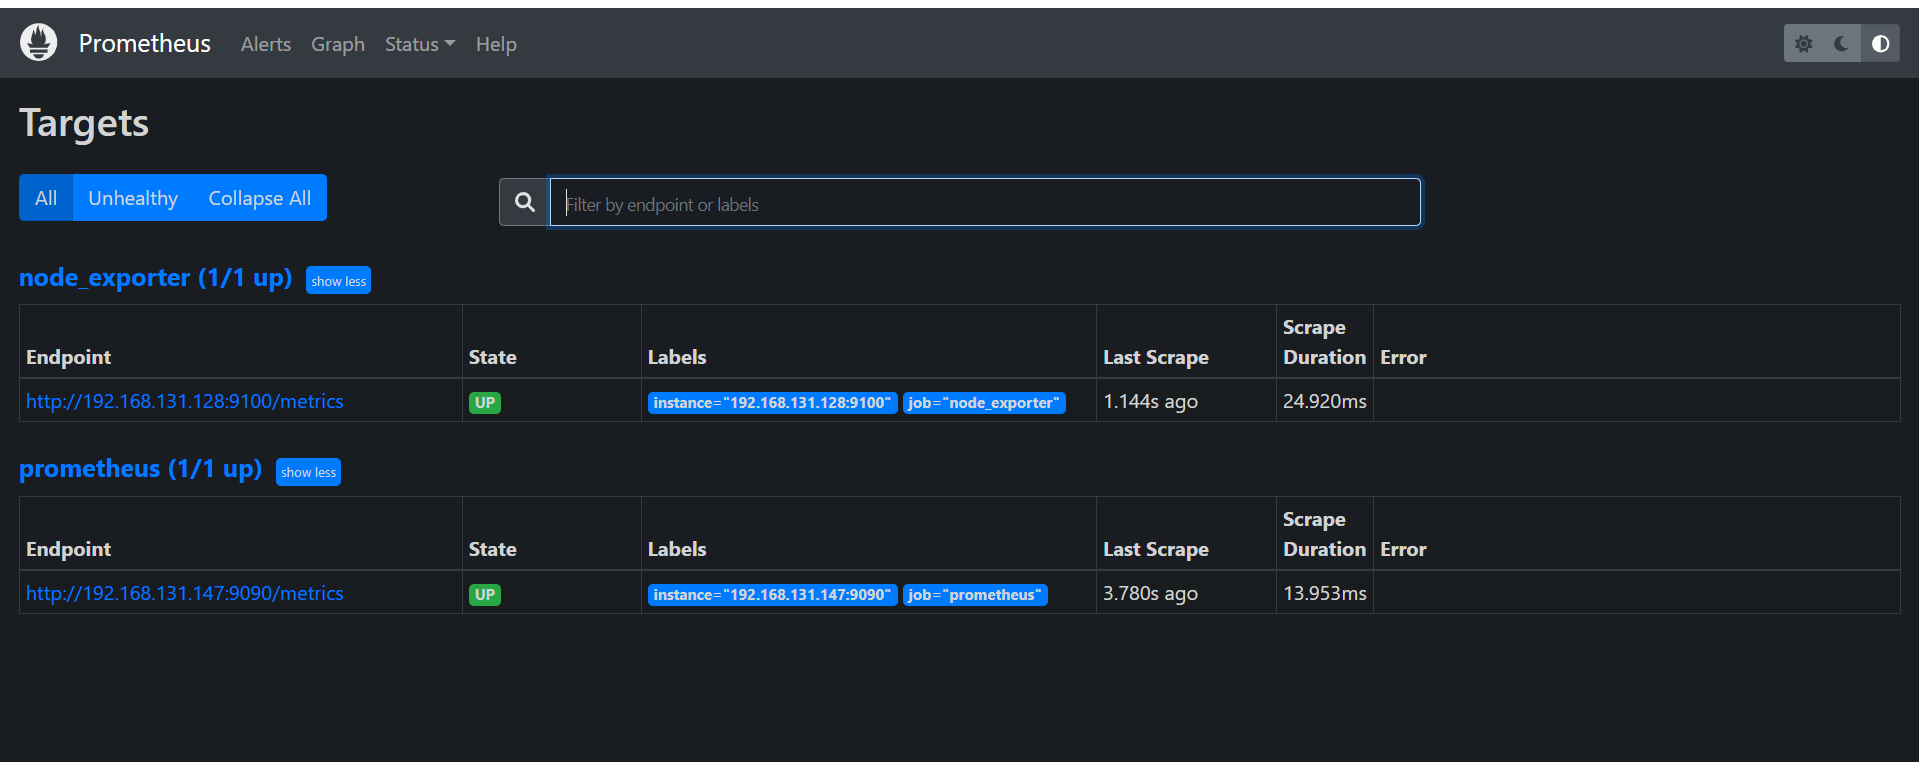 Prometheus Alerts Graph Status Help
Targets
All Unhealthy Collapse All
Filter by endpoint or labels
node_exporter (1/1 up) show less
Endpoint State Labels Last Scrape Scrape Duration Error
http://192.168.131.128:9100/metrics UP instance="192.168.131.128:9100" job="node_exporter" 1.144s ago 24.920ms
prometheus (1/1 up) show less
Endpoint State Labels Last Scrape Scrape Duration Error
http://192.168.131.147:9090/metrics UP instance="192.168.131.147:9090" job="prometheus" 3.780s ago 13.953ms